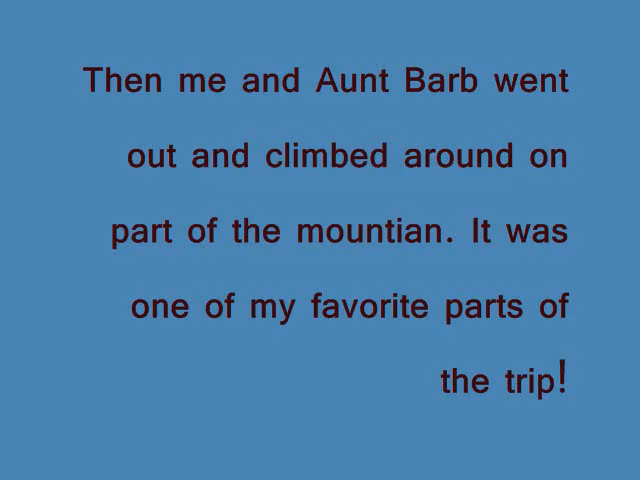 Then me and Aunt Barb went
out and climbed around on
part of the mountian. It was
one of my favorite parts of
the trip!